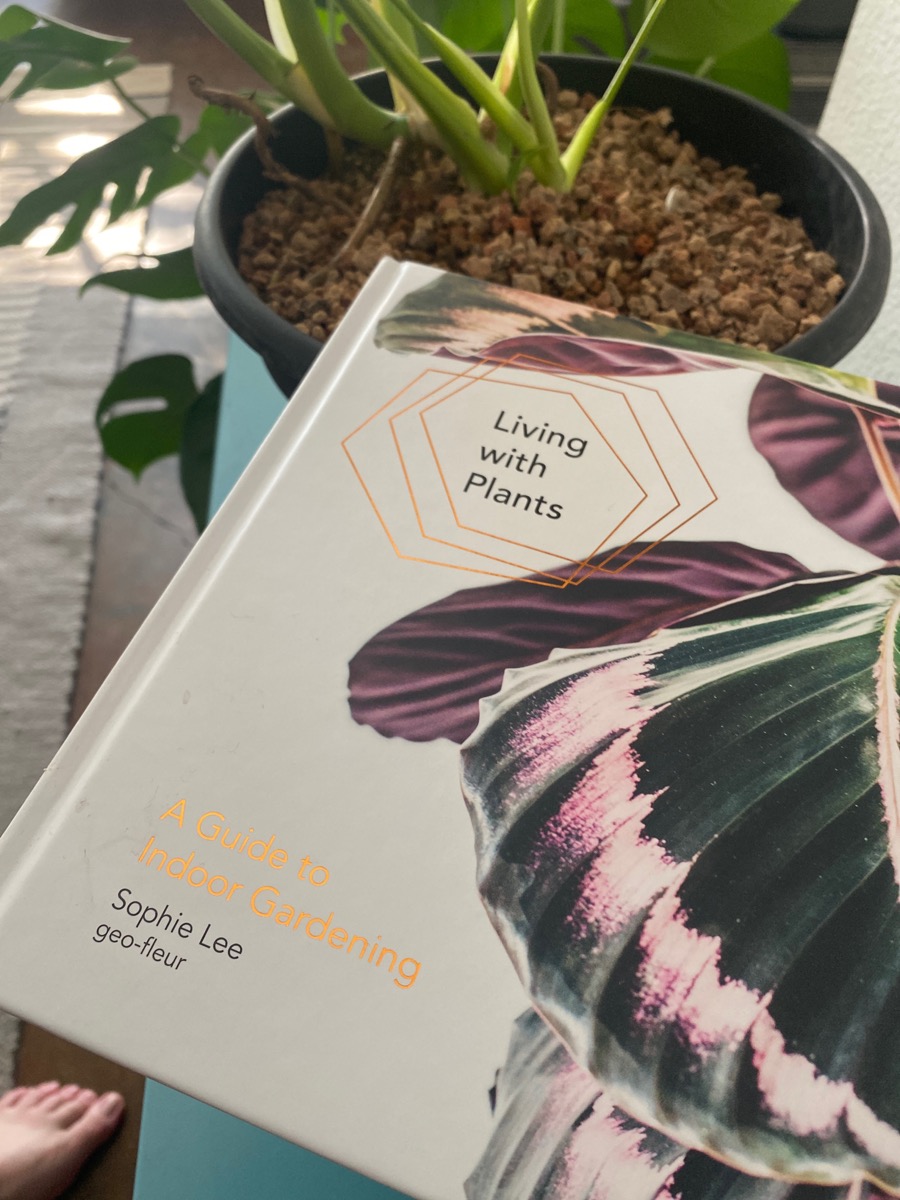 Living
with
Plants
A Guide to
Indoor Gardening
Sophie Lee
geo-fleur